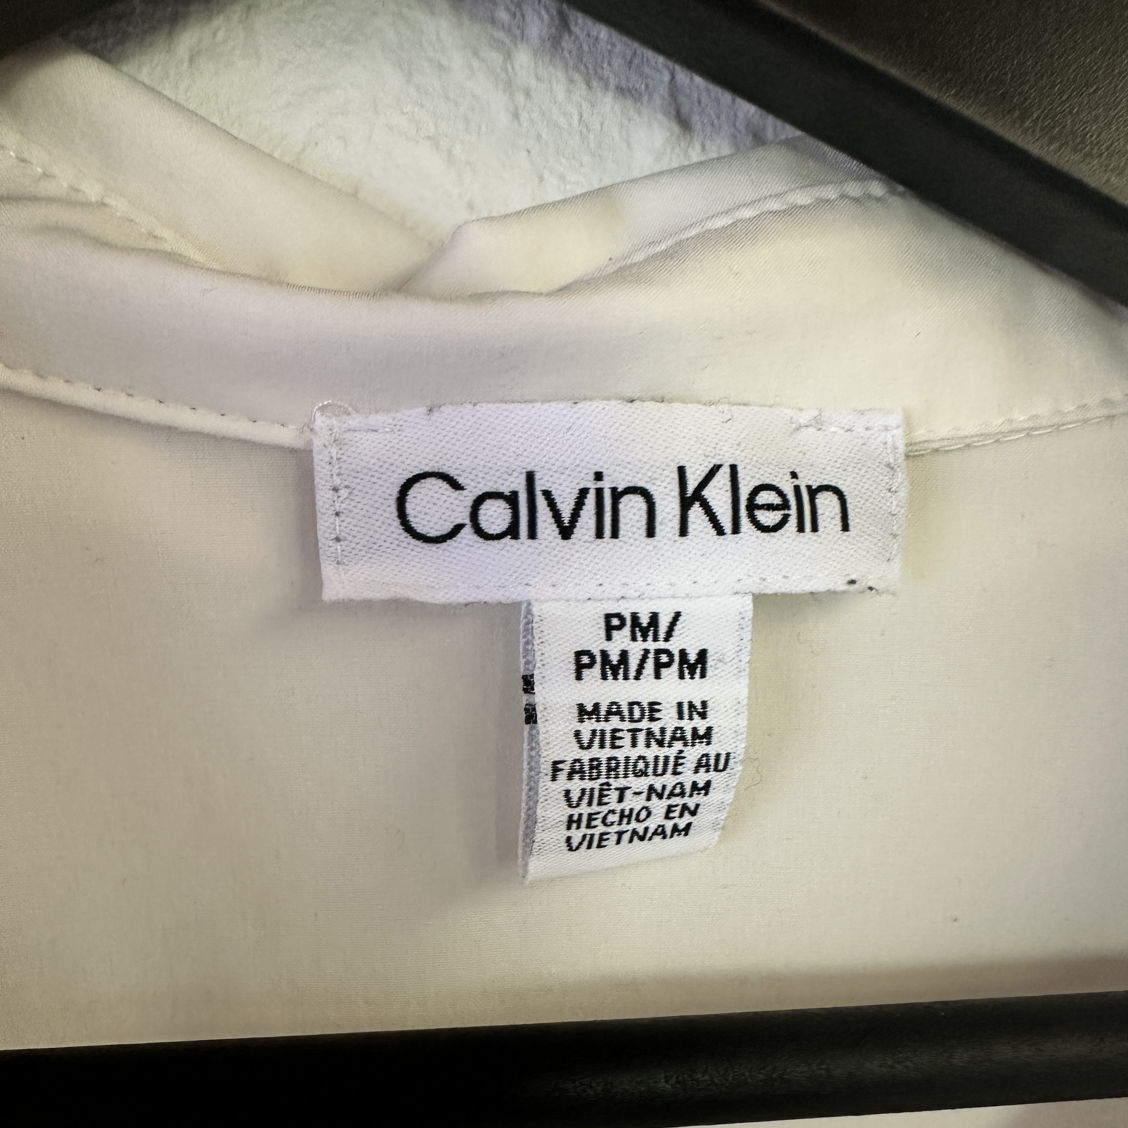 Calvin Klein
PM/
PM/PM
MADE IN
VIETNAM
FABRIQUÉ AU
VIÊT-NAM
HECHO EN
VIETNAM